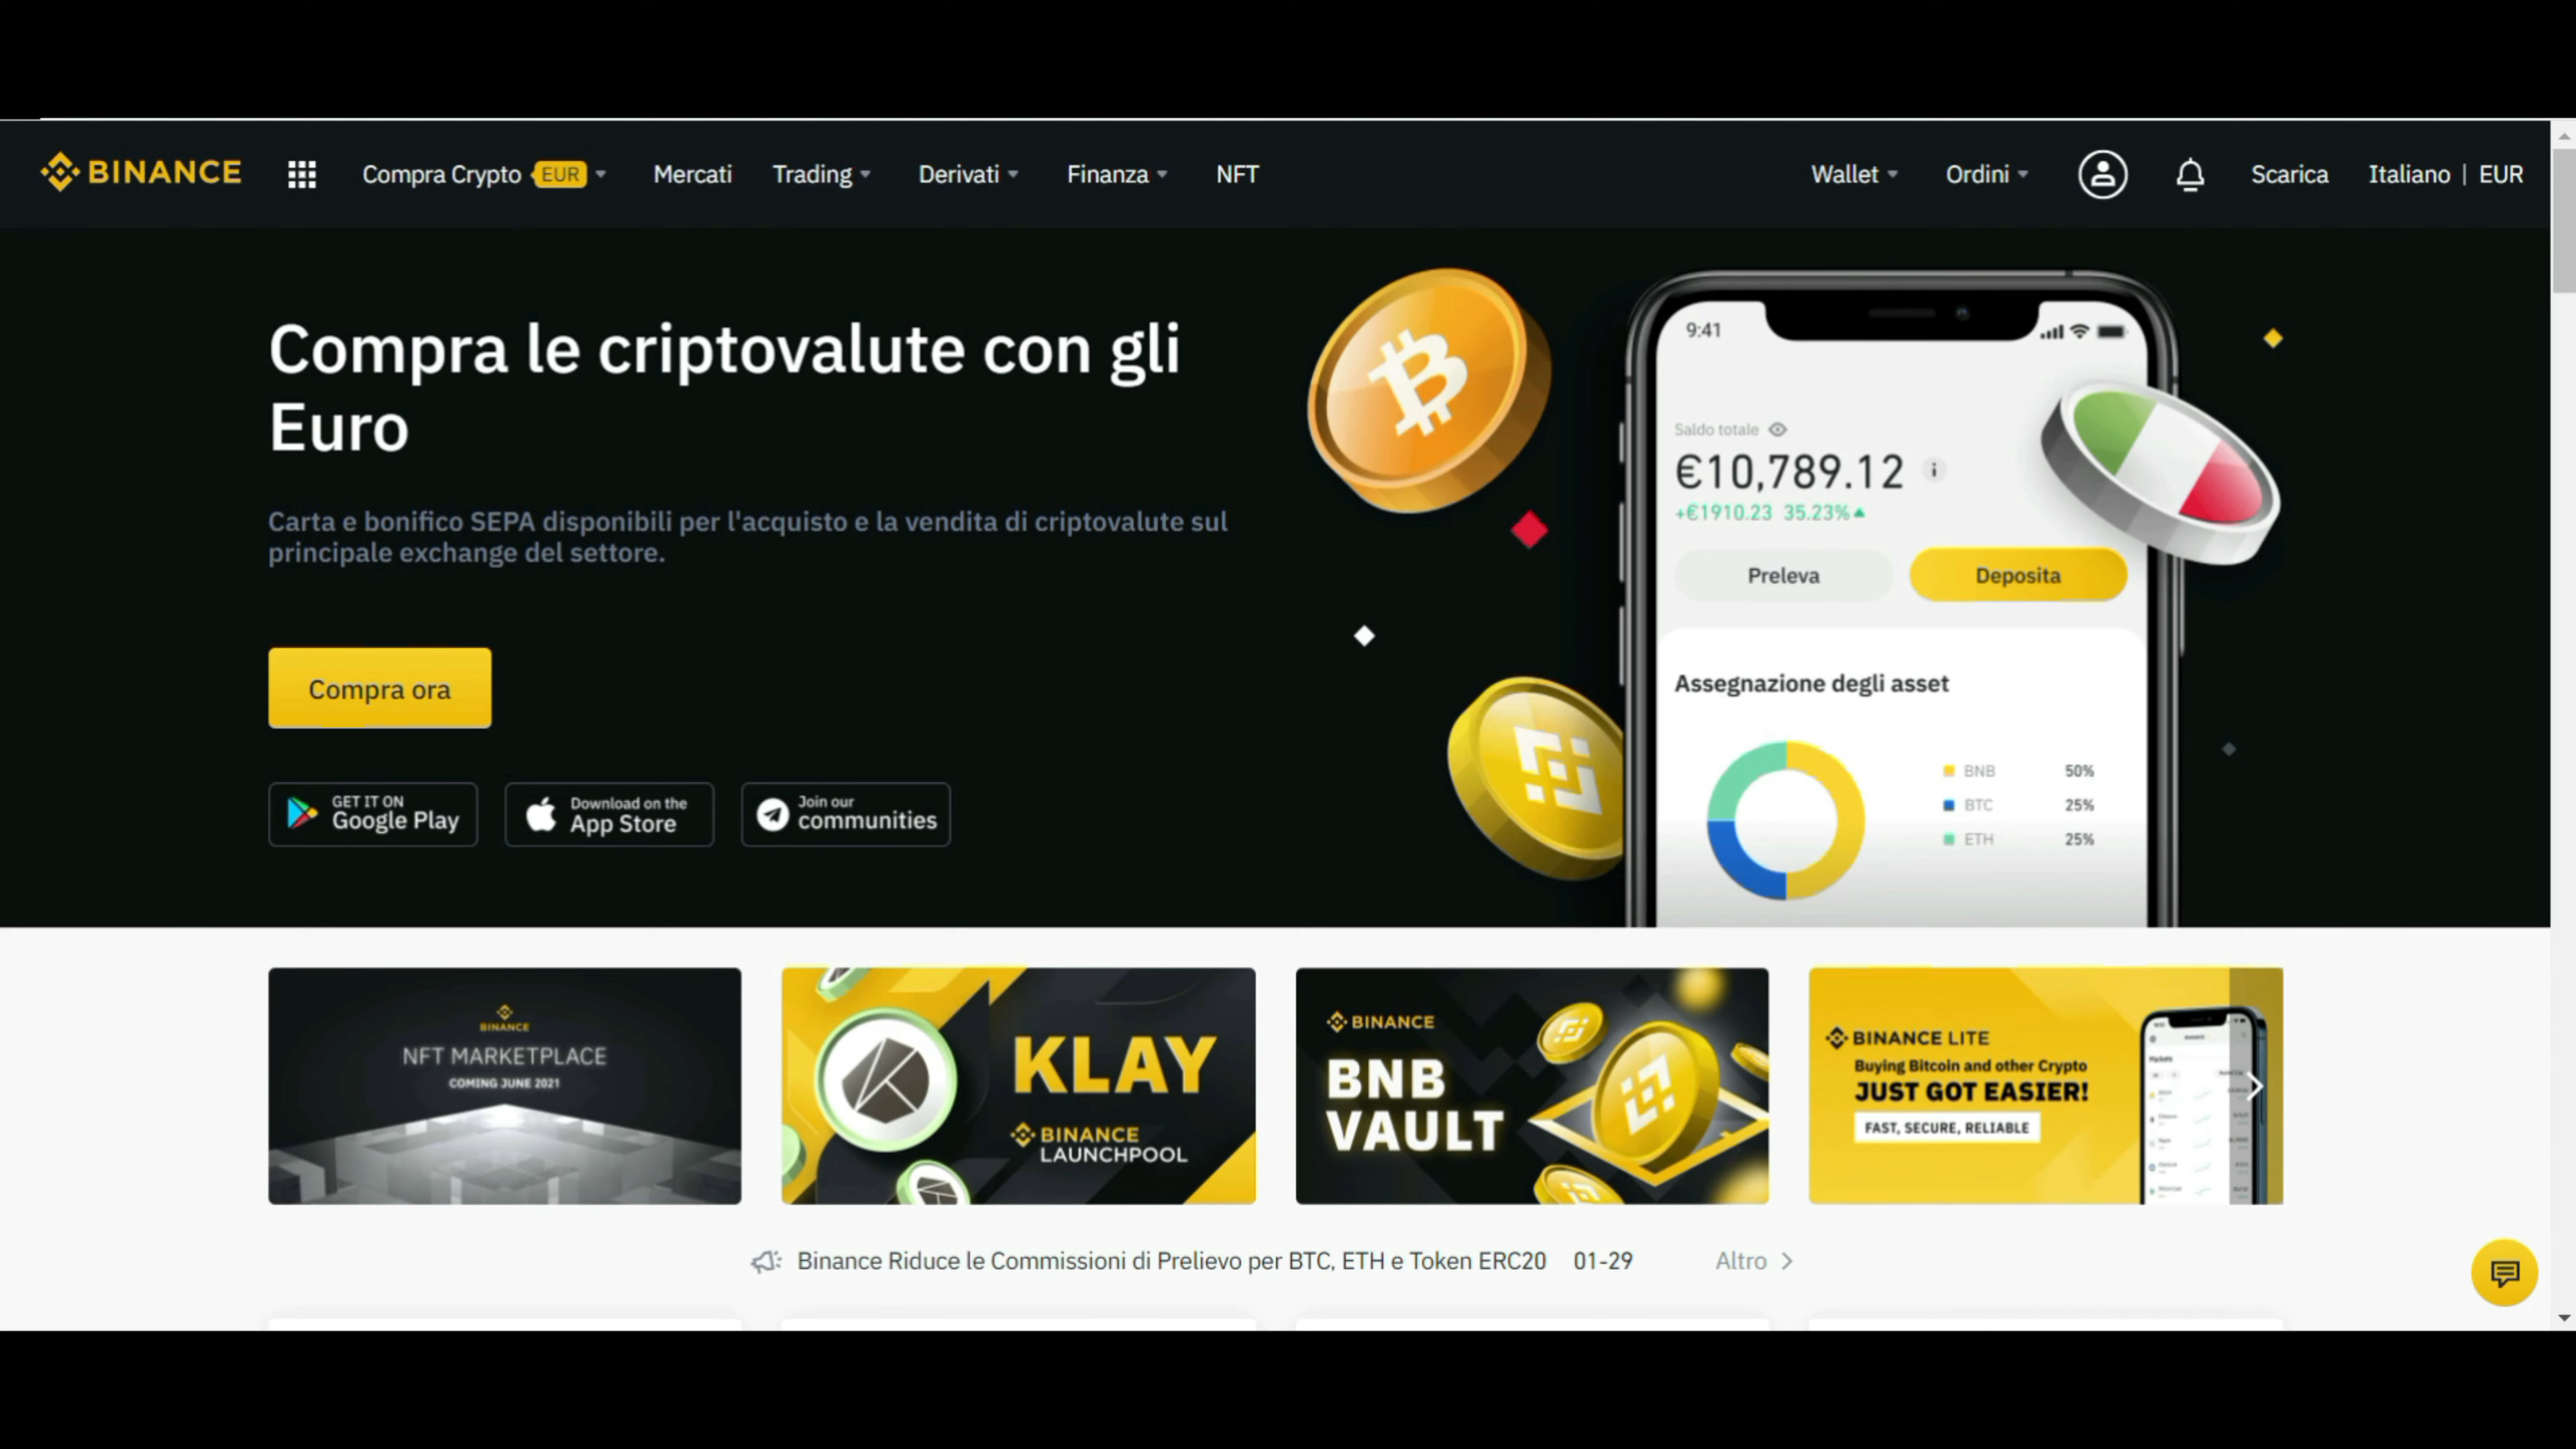 BINANCE
Compra Crypto EUR
Mercati
Trading
Derivati
Finanza
NFT
Wallet
Ordini
Scarica
Italiano | EUR
Compra le criptovalute con gli
Euro
Carta e bonifico SEPA disponibili per l'acquisto e la vendita di criptovalute sul
principale exchange del settore.
Compra ora
GET IT ON
Google Play
Download on the
App Store
Join our
communities
9:41
Saldo totale
€10,789.12
+€1910.23 35.23%
Preleva
Deposita
Assegnazione degli asset
BNB 50%
BTC 25%
ETH 25%
BINANCE
NFT MARKETPLACE
COMING JUNE 2021
KLAY
BINANCE
LAUNCHPOOL
BINANCE
BNB
VAULT
BINANCE LITE
Buying Bitcoin and other Crypto
JUST GOT EASIER!
FAST, SECURE, RELIABLE
Binance Riduce le Commissioni di Prelievo per BTC, ETH e Token ERC20 01-29
Altro